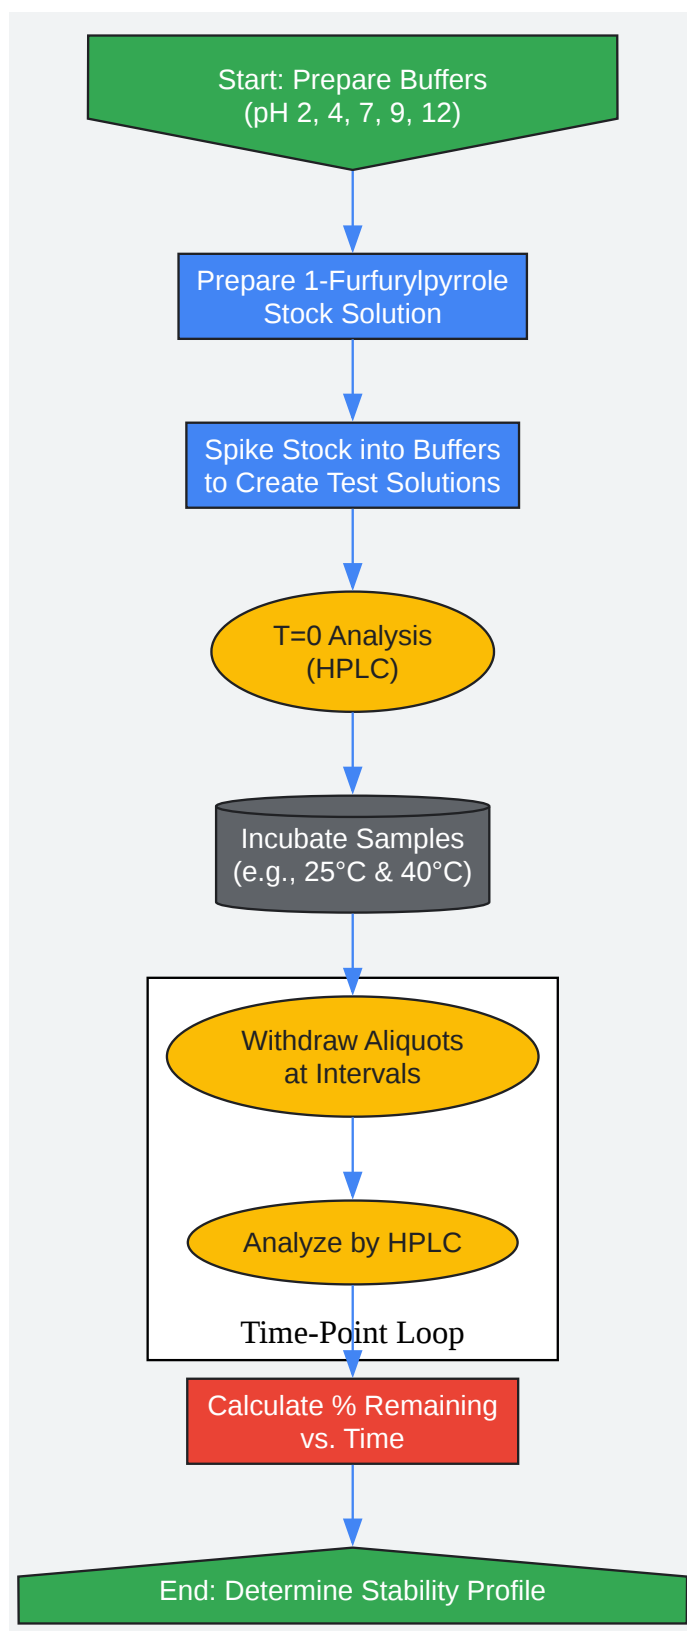 Start: Prepare Buffers
(pH 2, 4, 7, 9, 12)
Prepare 1-Furfurylpyrrole
Stock Solution
Spike Stock into Buffers
to Create Test Solutions
T=0 Analysis
(HPLC)
Incubate Samples
(e.g., 25°C & 40°C)
Withdraw Aliquots
at Intervals
Analyze by HPLC
Time-Point Loop
Calculate % Remaining
vs. Time
End: Determine Stability Profile